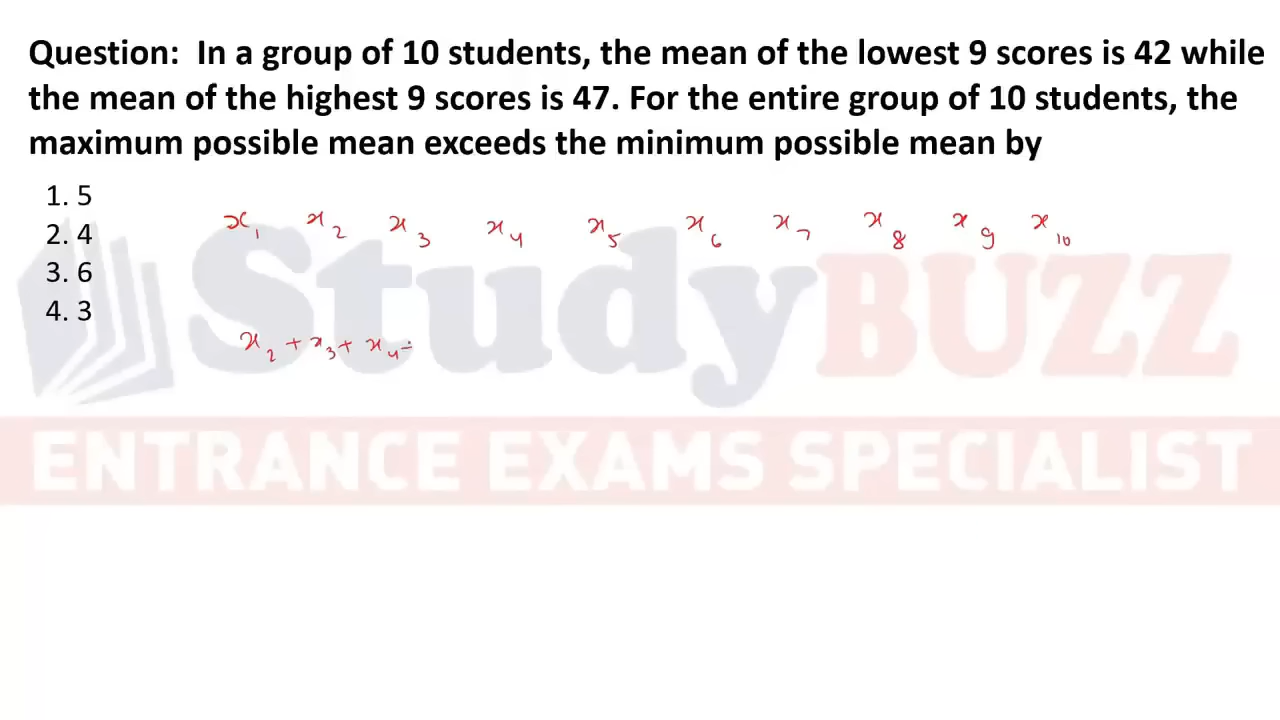 Question: In a group of 10 students, the mean of the lowest 9 scores is 42 while
the mean of the highest 9 scores is 47. For the entire group of 10 students, the
maximum possible mean exceeds the minimum possible mean by
1. 5
2. 4
3. 6
4. 3
x₁ x₂ x₃ x₄ x₅ x₆ x₇ x₈ x₉ x₁₀
x₂ + x₃ + x₄
StudyBUZZ
ENTRANCE EXAMS SPECIALIST